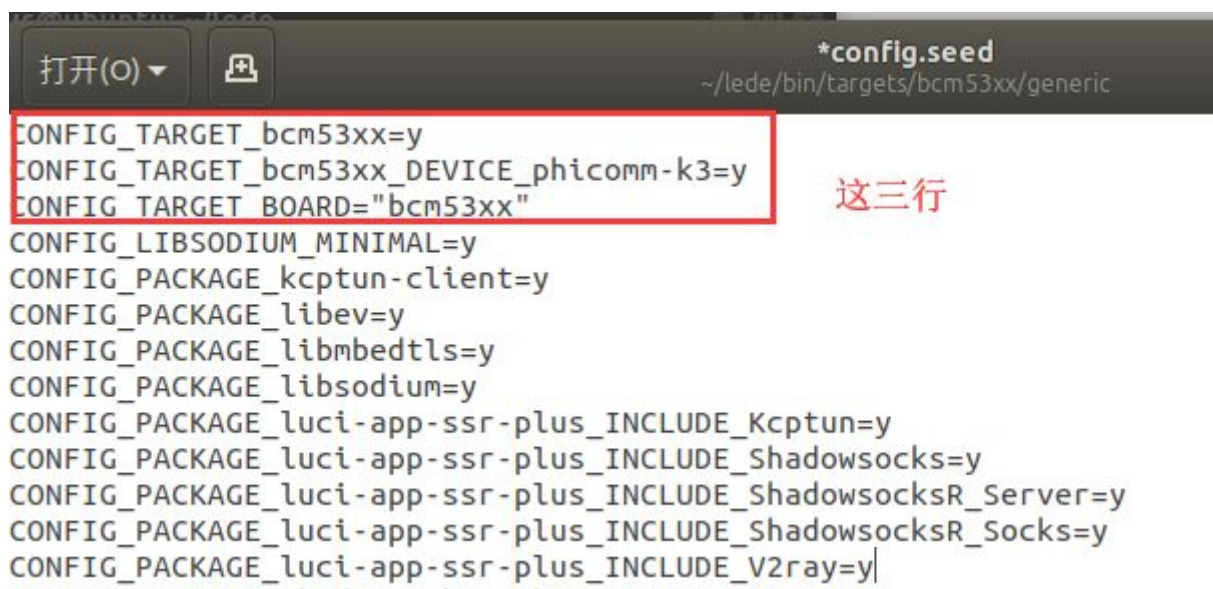 打开(O)
*config.seed
~/lede/bin/targets/bcm53xx/generic
CONFIG_TARGET_bcm53xx=y
CONFIG_TARGET_bcm53xx_DEVICE_phicomm-k3=y
CONFIG_TARGET_BOARD="bcm53xx"
这三行
CONFIG_LIBSODIUM_MINIMAL=y
CONFIG_PACKAGE_kcptun-client=y
CONFIG_PACKAGE_libev=y
CONFIG_PACKAGE_libmbedtls=y
CONFIG_PACKAGE_libsodium=y
CONFIG_PACKAGE_luci-app-ssr-plus_INCLUDE_Kcptun=y
CONFIG_PACKAGE_luci-app-ssr-plus_INCLUDE_Shadowsocks=y
CONFIG_PACKAGE_luci-app-ssr-plus_INCLUDE_ShadowsocksR_Server=y
CONFIG_PACKAGE_luci-app-ssr-plus_INCLUDE_ShadowsocksR_Socks=y
CONFIG_PACKAGE_luci-app-ssr-plus_INCLUDE_V2ray=y